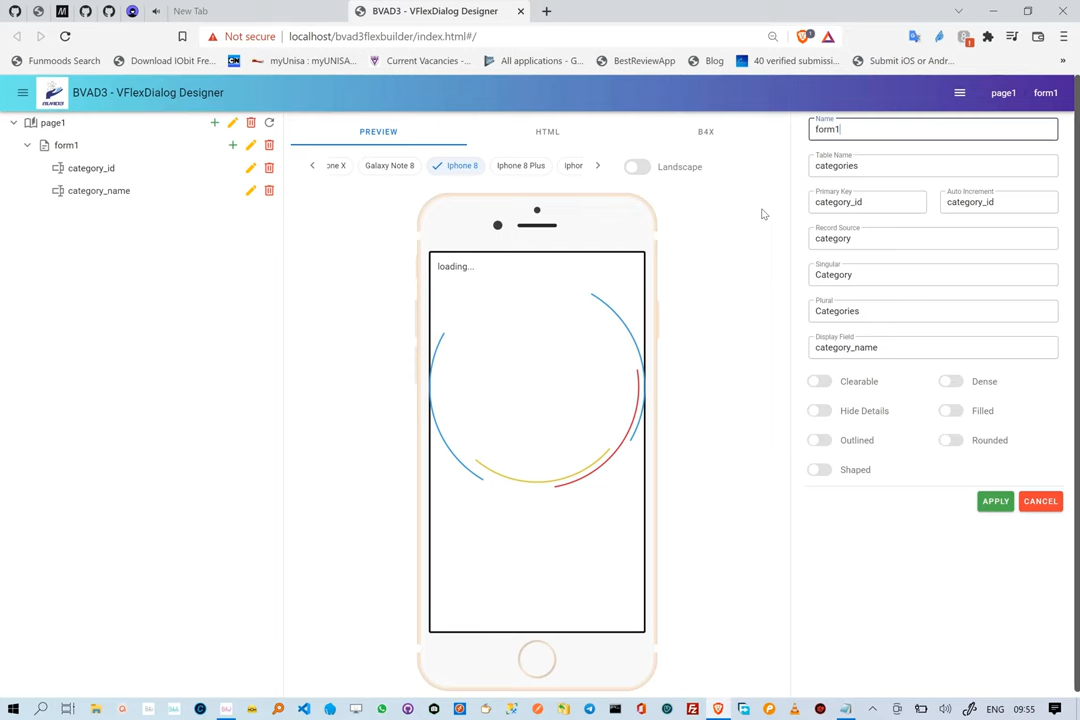 New Tab
BVAD3 - VFlexDialog Designer
Not secure
localhost/bvad3flexbuilder/index.html#/
Funmoods Search
Download IObit Fre...
myUnisa : myUNISA...
Current Vacancies -...
All applications - G...
BestReviewApp
Blog
40 verified submissi...
Submit iOS or Andr...
»
BVAD3 - VFlexDialog Designer
page1
form1
page1
form1
category_id
category_name
PREVIEW
HTML
B4X
one X
Galaxy Note 8
Iphone 8
Iphone 8 Plus
Iphor
Landscape
loading...
Name
form1
Table Name
categories
Primary Key
category_id
Auto Increment
category_id
Record Source
category
Singular
Category
Plural
Categories
Display Field
category_name
Clearable
Dense
Hide Details
Filled
Outlined
Rounded
Shaped
APPLY
CANCEL
ENG
09:55